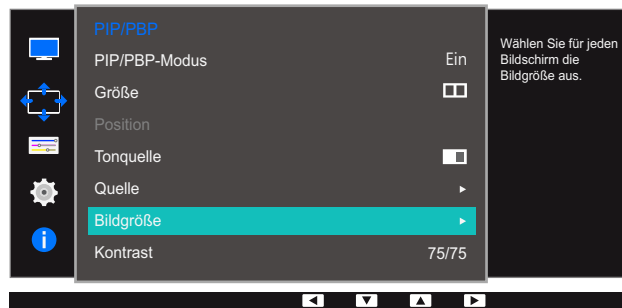 PIP/PBP
PIP/PBP-Modus Ein
Größe
Position
Tonquelle
Quelle
Bildgröße
Kontrast 75/75
Wählen Sie für jeden
Bildschirm die
Bildgröße aus.